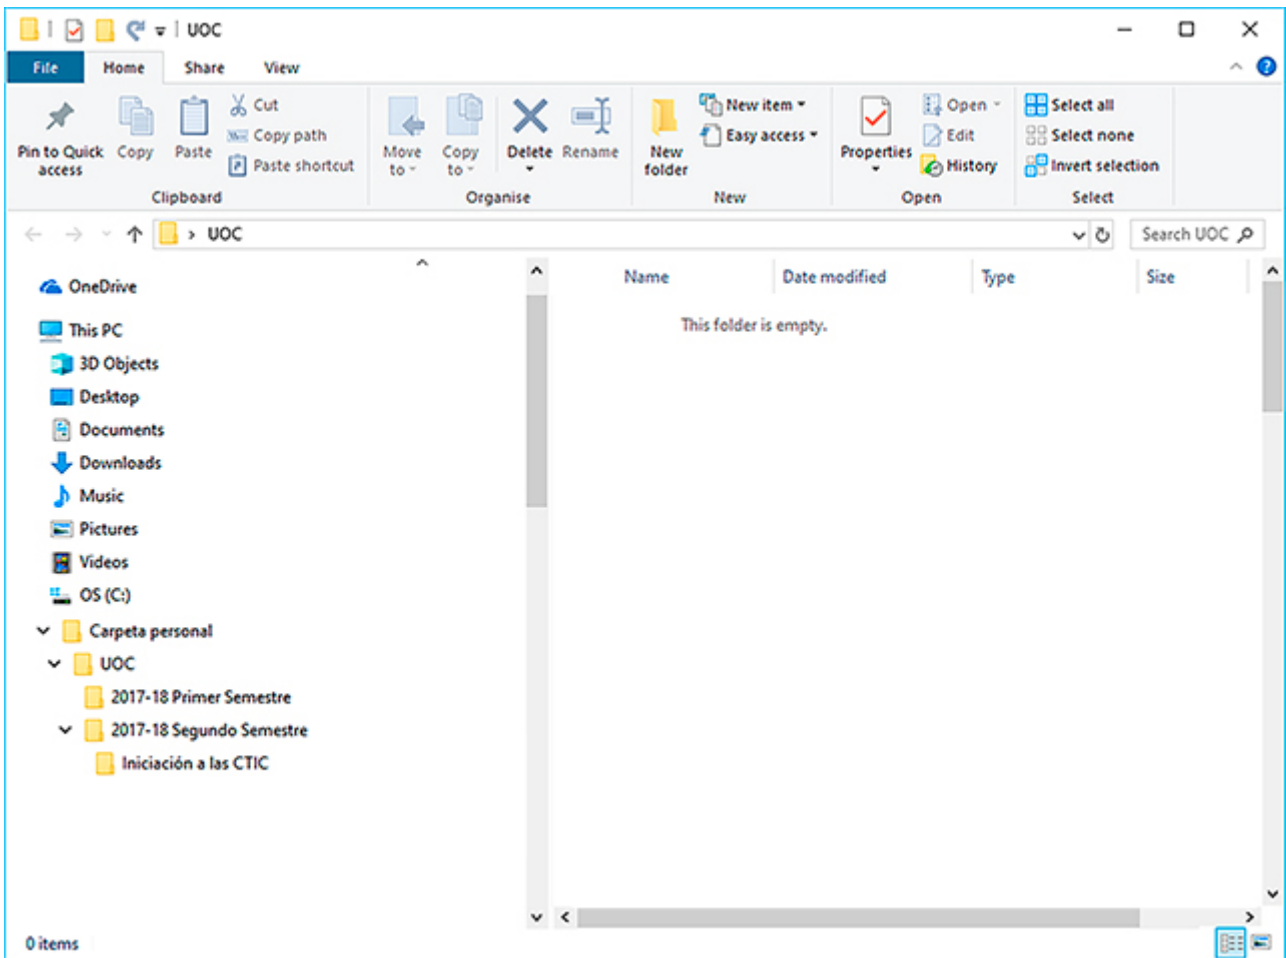 UOC
File Home Share View
Pin to Quick access Copy Paste Cut
Copy path
Paste shortcut
Clipboard
Move to Copy to Delete Rename
Organise
New folder New item
Easy access
New
Properties Open
Edit
History
Open
Select all
Select none
Invert selection
Select
> UOC Search UOC
OneDrive
This PC
3D Objects
Desktop
Documents
Downloads
Music
Pictures
Videos
OS (C:)
Carpeta personal
UOC
2017-18 Primer Semestre
2017-18 Segundo Semestre
Iniciación a las CTIC
Name Date modified Type Size
This folder is empty.
0 items